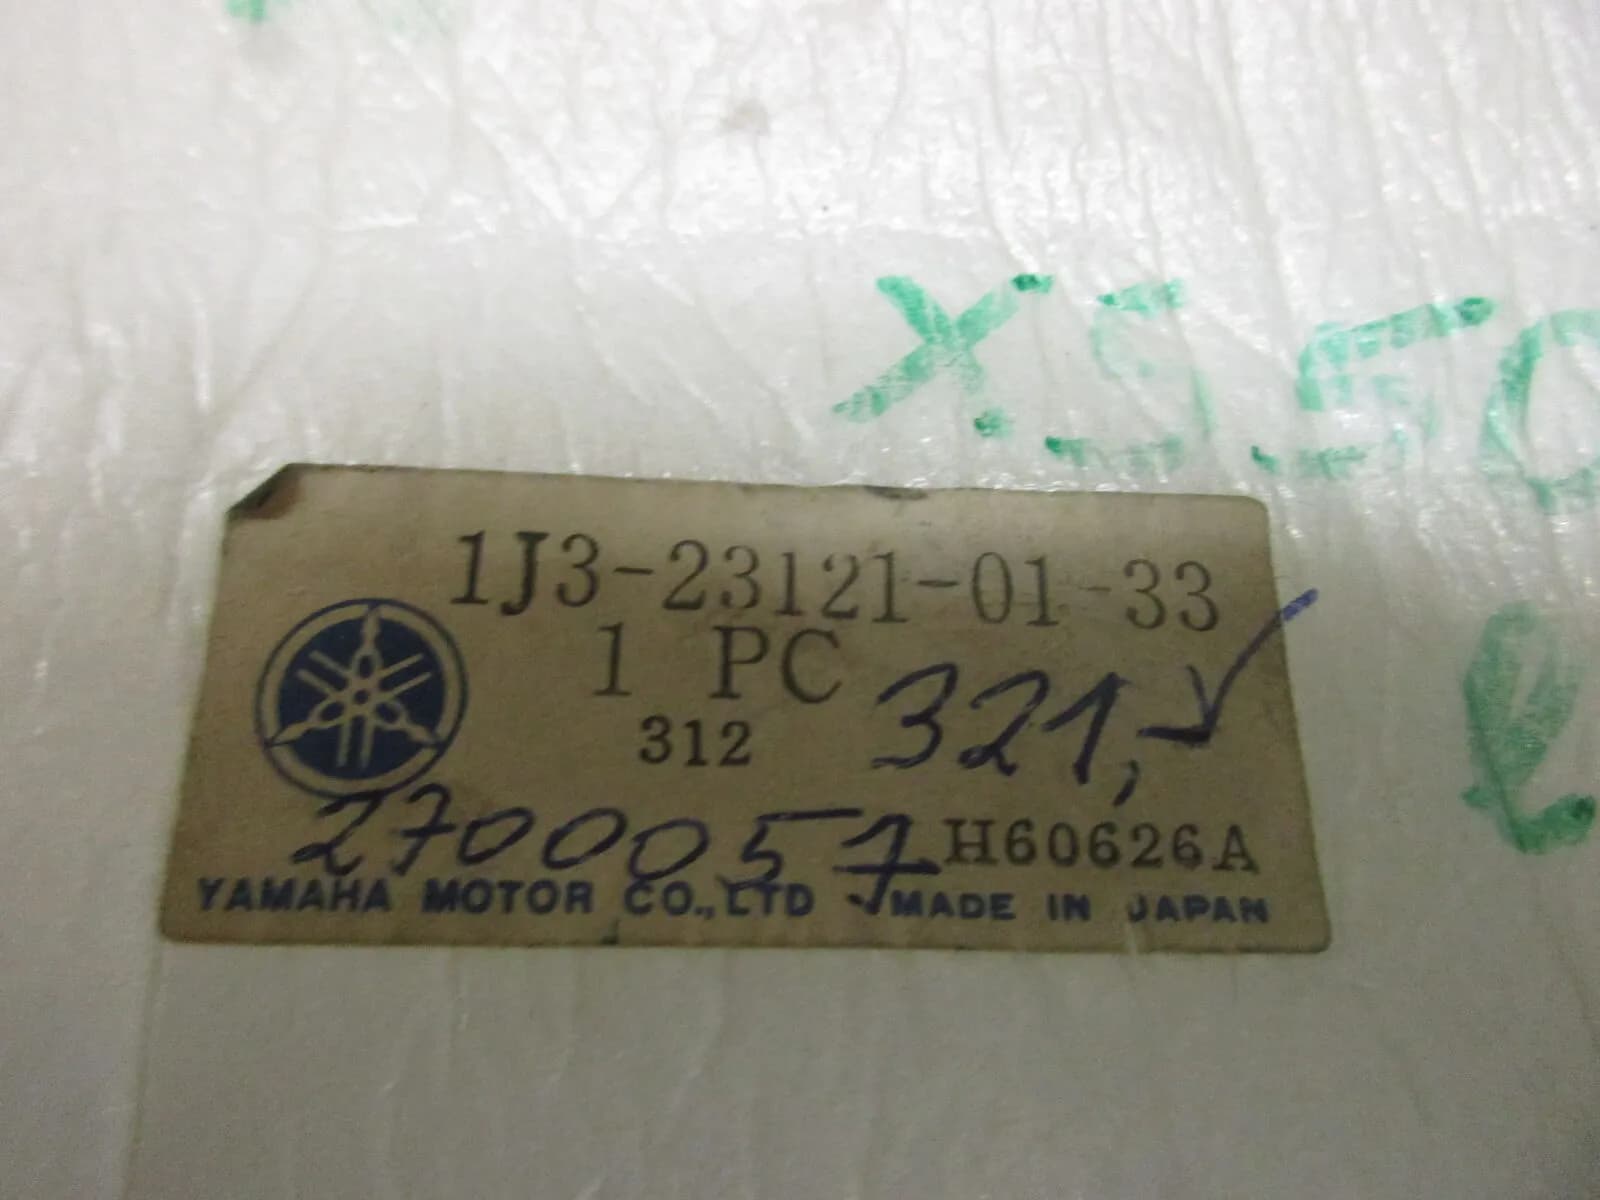 XS50
1J3-23121-01-33
1 PC
321,-
312
l
2700057
H60626A
YAMAHA MOTOR CO., LTD MADE IN JAPAN